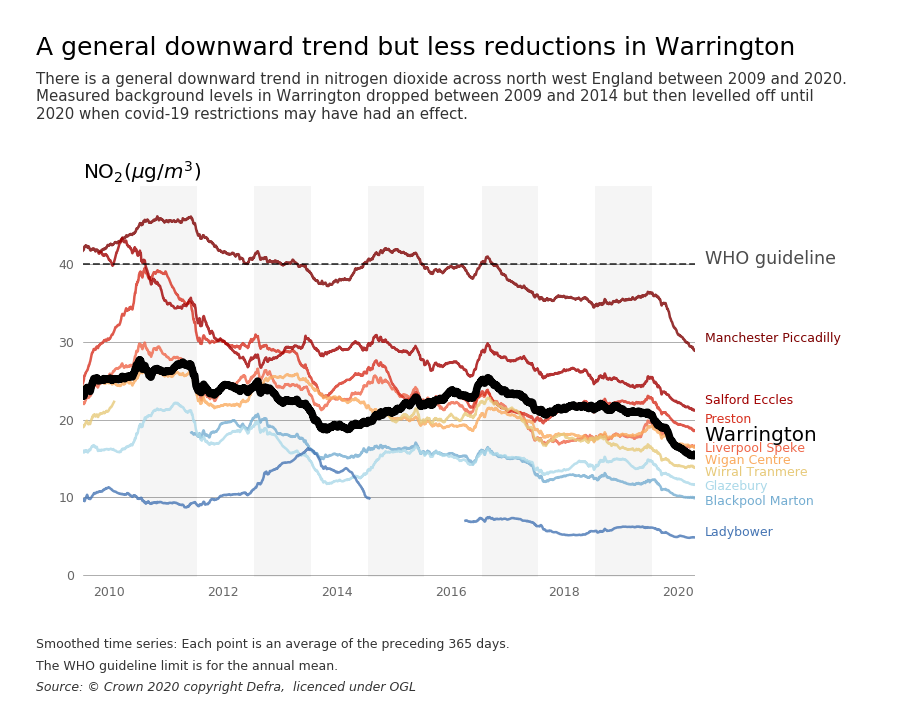 A general downward trend but less reductions in Warrington
There is a general downward trend in nitrogen dioxide across north west England between 2009 and 2020.
Measured background levels in Warrington dropped between 2009 and 2014 but then levelled off until
2020 when covid-19 restrictions may have had an effect.
NO₂(μg/m³)
40
30
20
10
0
2010 2012 2014 2016 2018 2020
WHO guideline
Manchester Piccadilly
Salford Eccles
Preston
Warrington
Liverpool Speke
Wigan Centre
Wirral Tranmere
Glazebury
Blackpool Marton
Ladybower
Smoothed time series: Each point is an average of the preceding 365 days.
The WHO guideline limit is for the annual mean.
Source: © Crown 2020 copyright Defra,  licenced under OGL